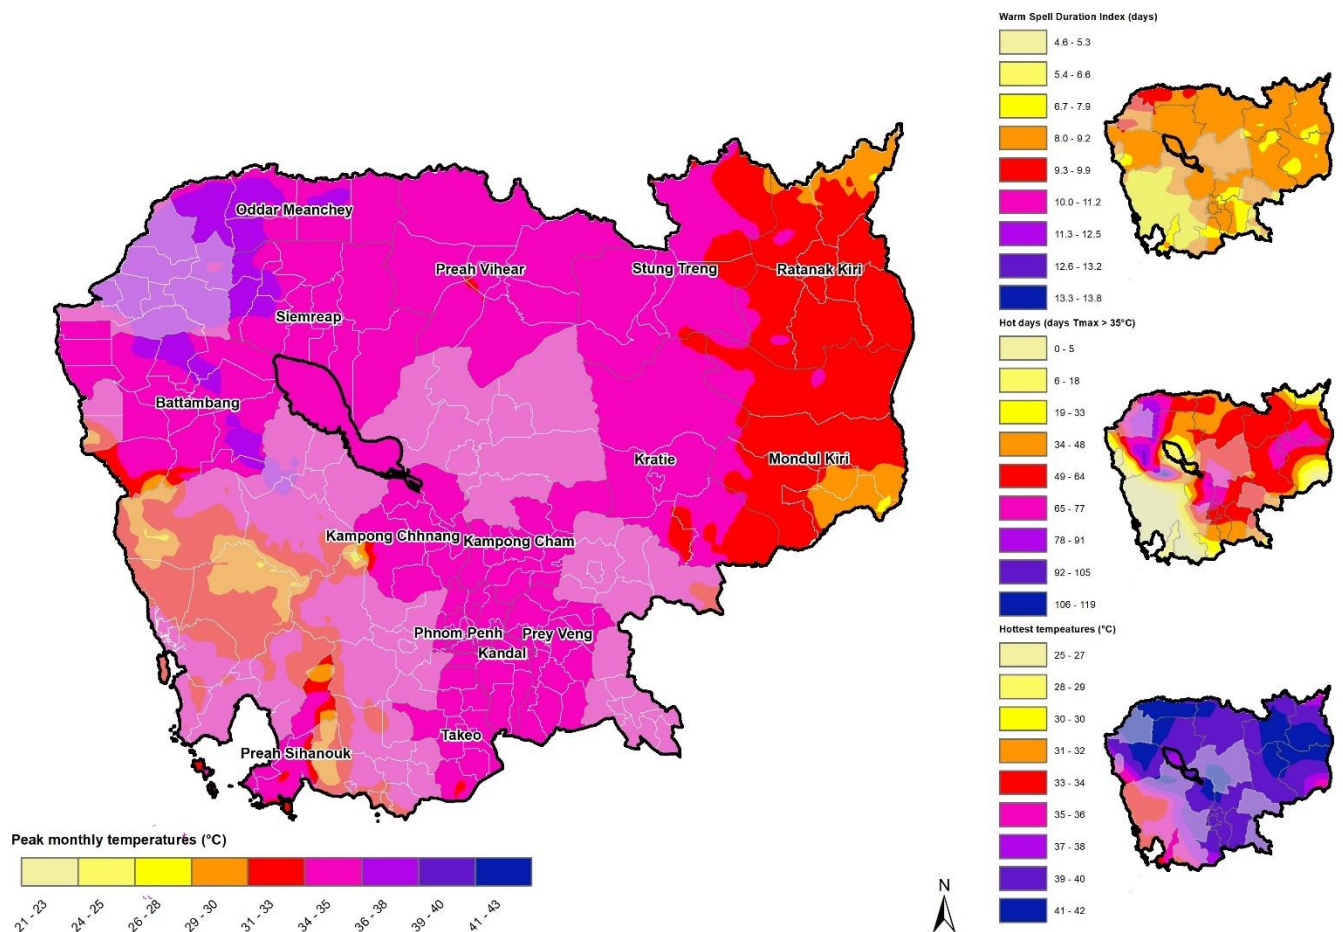 Warm Spell Duration Index (days)
4.6 - 5.3
5.4 - 6.6
6.7 - 7.9
8.0 - 9.2
9.3 - 9.9
10.0 - 11.2
11.3 - 12.5
12.6 - 13.2
13.3 - 13.8
Hot days (days Tmax > 35°C)
0 - 5
6 - 18
19 - 33
34 - 48
49 - 64
65 - 77
78 - 91
92 - 105
106 - 119
Hottest tempeatures (°C)
25 - 27
28 - 29
30 - 30
31 - 32
33 - 34
35 - 36
37 - 38
39 - 40
41 - 42
Oddar Meanchey
Preah Vihear
Stung Treng
Ratanak Kiri
Siemreap
Battambang
Kratie
Mondul Kiri
Kampong Chhnang
Kampong Cham
Phnom Penh
Prey Veng
Kandal
Takeo
Preah Sihanouk
Peak monthly temperatures (°C)
21 - 23
24 - 25
26 - 28
29 - 30
31 - 33
34 - 35
36 - 38
39 - 40
41 - 43
N